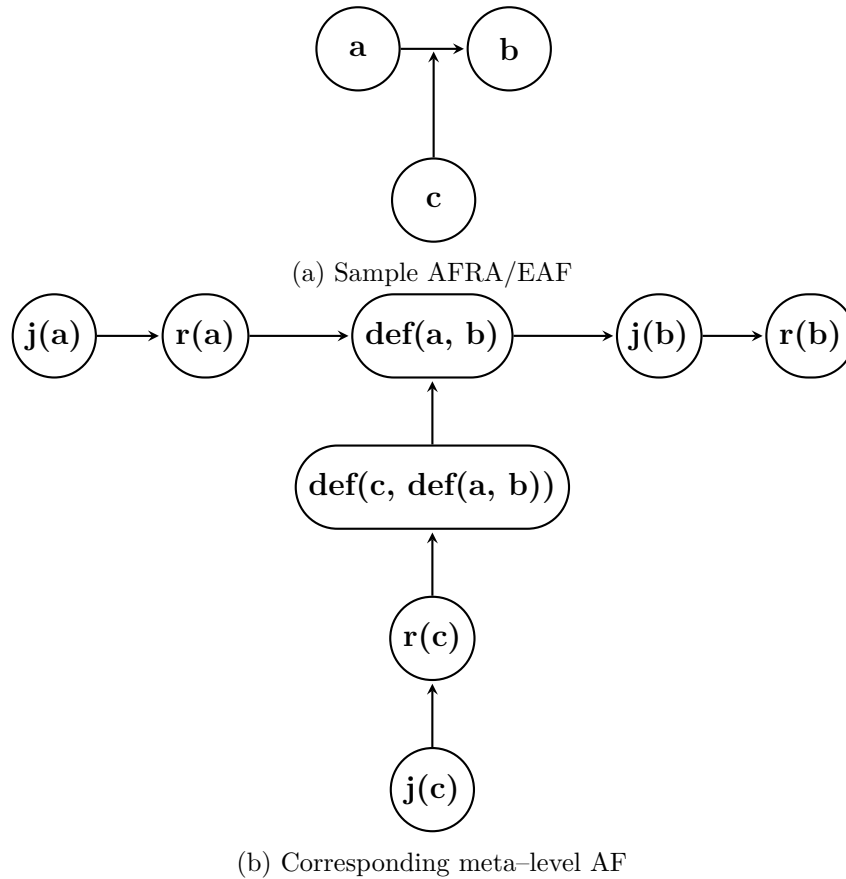 a b
c
(a) Sample AFRA/EAF
j(a) r(a) def(a, b) j(b) r(b)
def(c, def(a, b))
r(c)
j(c)
(b) Corresponding meta–level AF